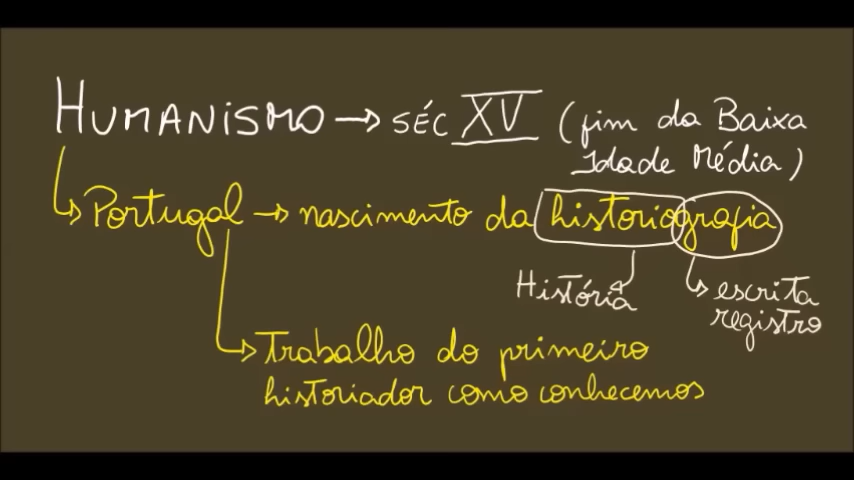 HUMANISMO → SÉC XV (fim da Baixa
Idade Média)
Portugal → nascimento da historiografia
História
escrita
registro
Trabalho do primeiro
historiador como conhecemos